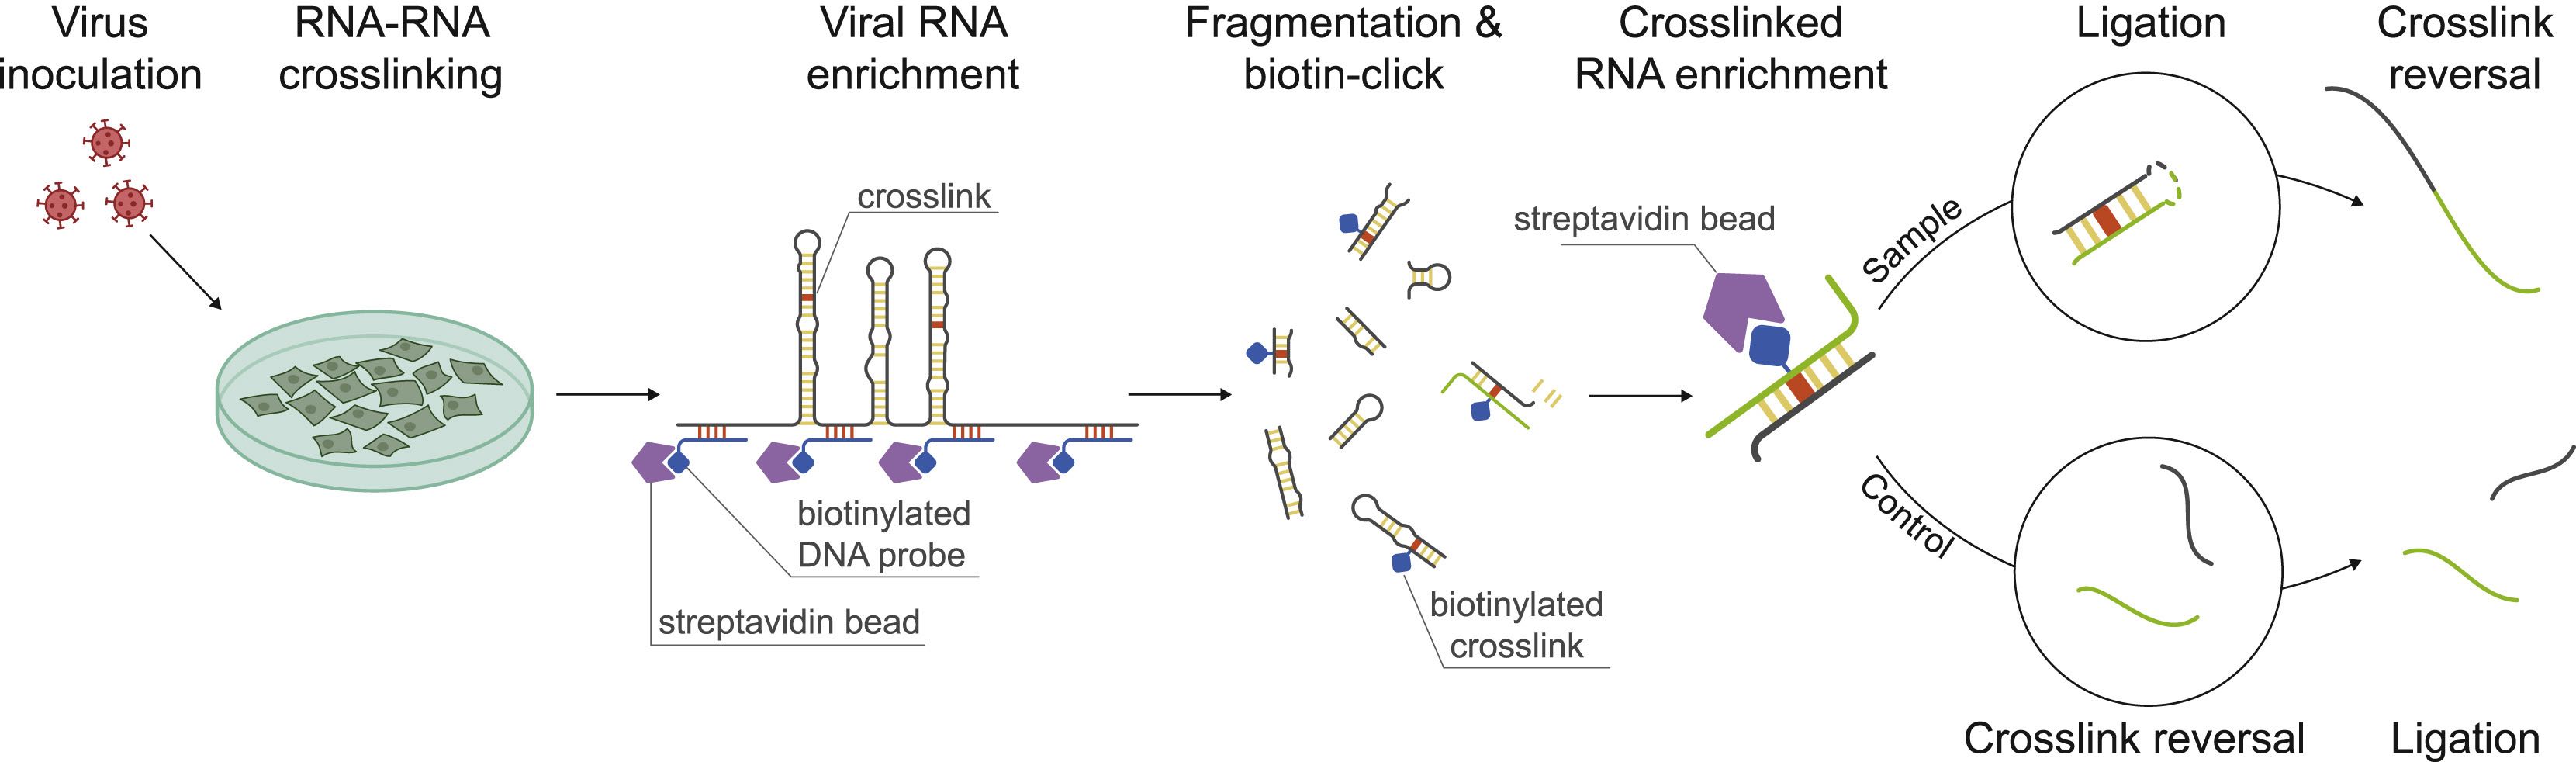 Virus
inoculation
RNA-RNA
crosslinking
Viral RNA
enrichment
Fragmentation &
biotin-click
Crosslinked
RNA enrichment
Ligation
Crosslink
reversal
crosslink
biotinylated
DNA probe
streptavidin bead
streptavidin bead
biotinylated
crosslink
Sample
Control
Crosslink reversal
Ligation